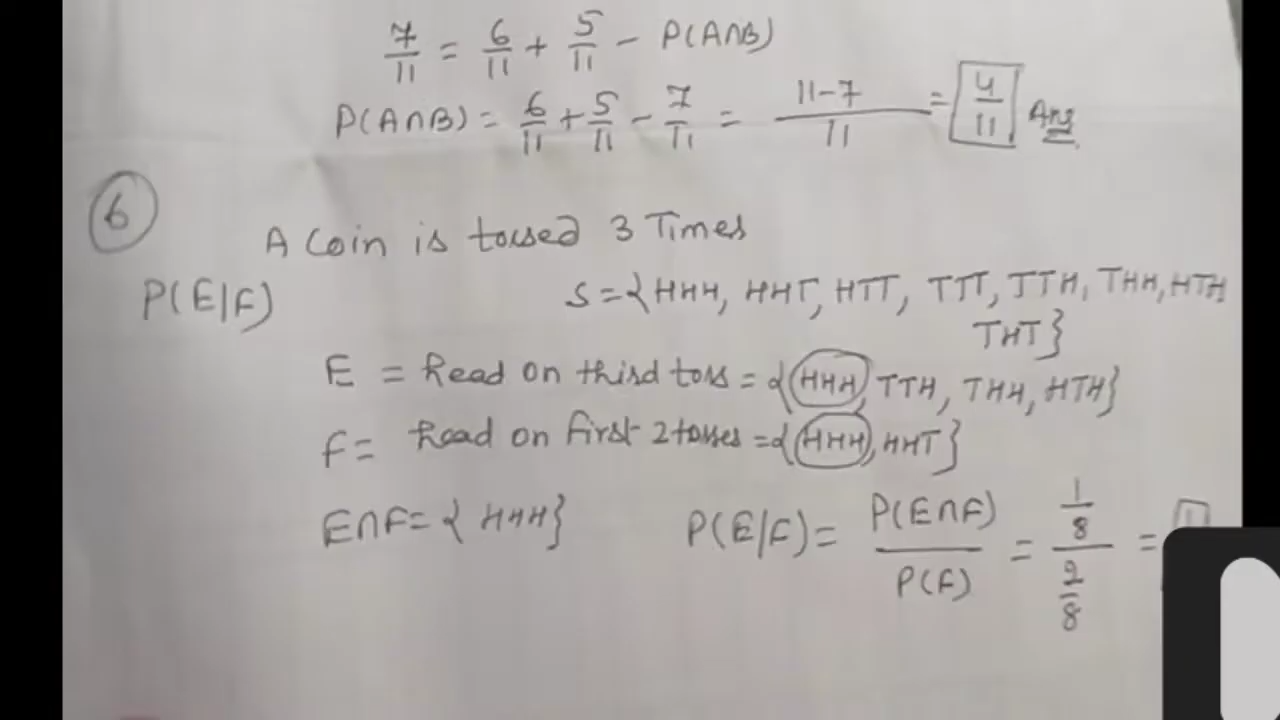 7/11 = 6/11 + 5/11 - P(A∩B)
P(A∩B) = 6/11 + 5/11 - 7/11 = 11-7/11 = 4/11 Ans
6
A Coin is tossed 3 Times
P(E/F)
S = {HHH, HHT, HTT, TTT, TTH, THH, HTH
THT}
E = Head on third toss = {HHH, TTH, THH, HTH}
F = Head on first 2 tosses = {HHH, HHT}
E∩F = {HHH} P(E/F) = P(E∩F)/P(F) = 1/8 / 2/8 =